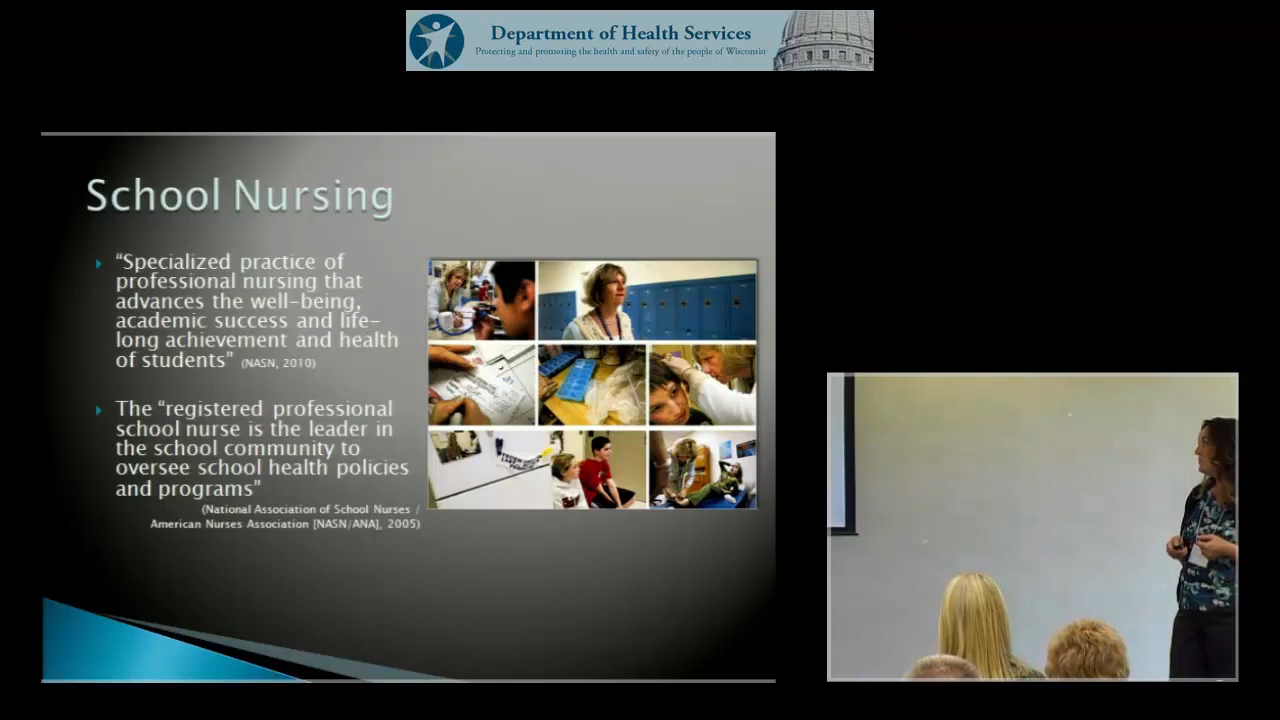 Department of Health Services
Protecting and promoting the health and safety of the people of Wisconsin
School Nursing
“Specialized practice of
professional nursing that
advances the well-being,
academic success and life-
long achievement and health
of students” (NASN, 2010)
The “registered professional
school nurse is the leader in
the school community to
oversee school health policies
and programs”
(National Association of School Nurses /
American Nurses Association [NASN/ANA], 2005)